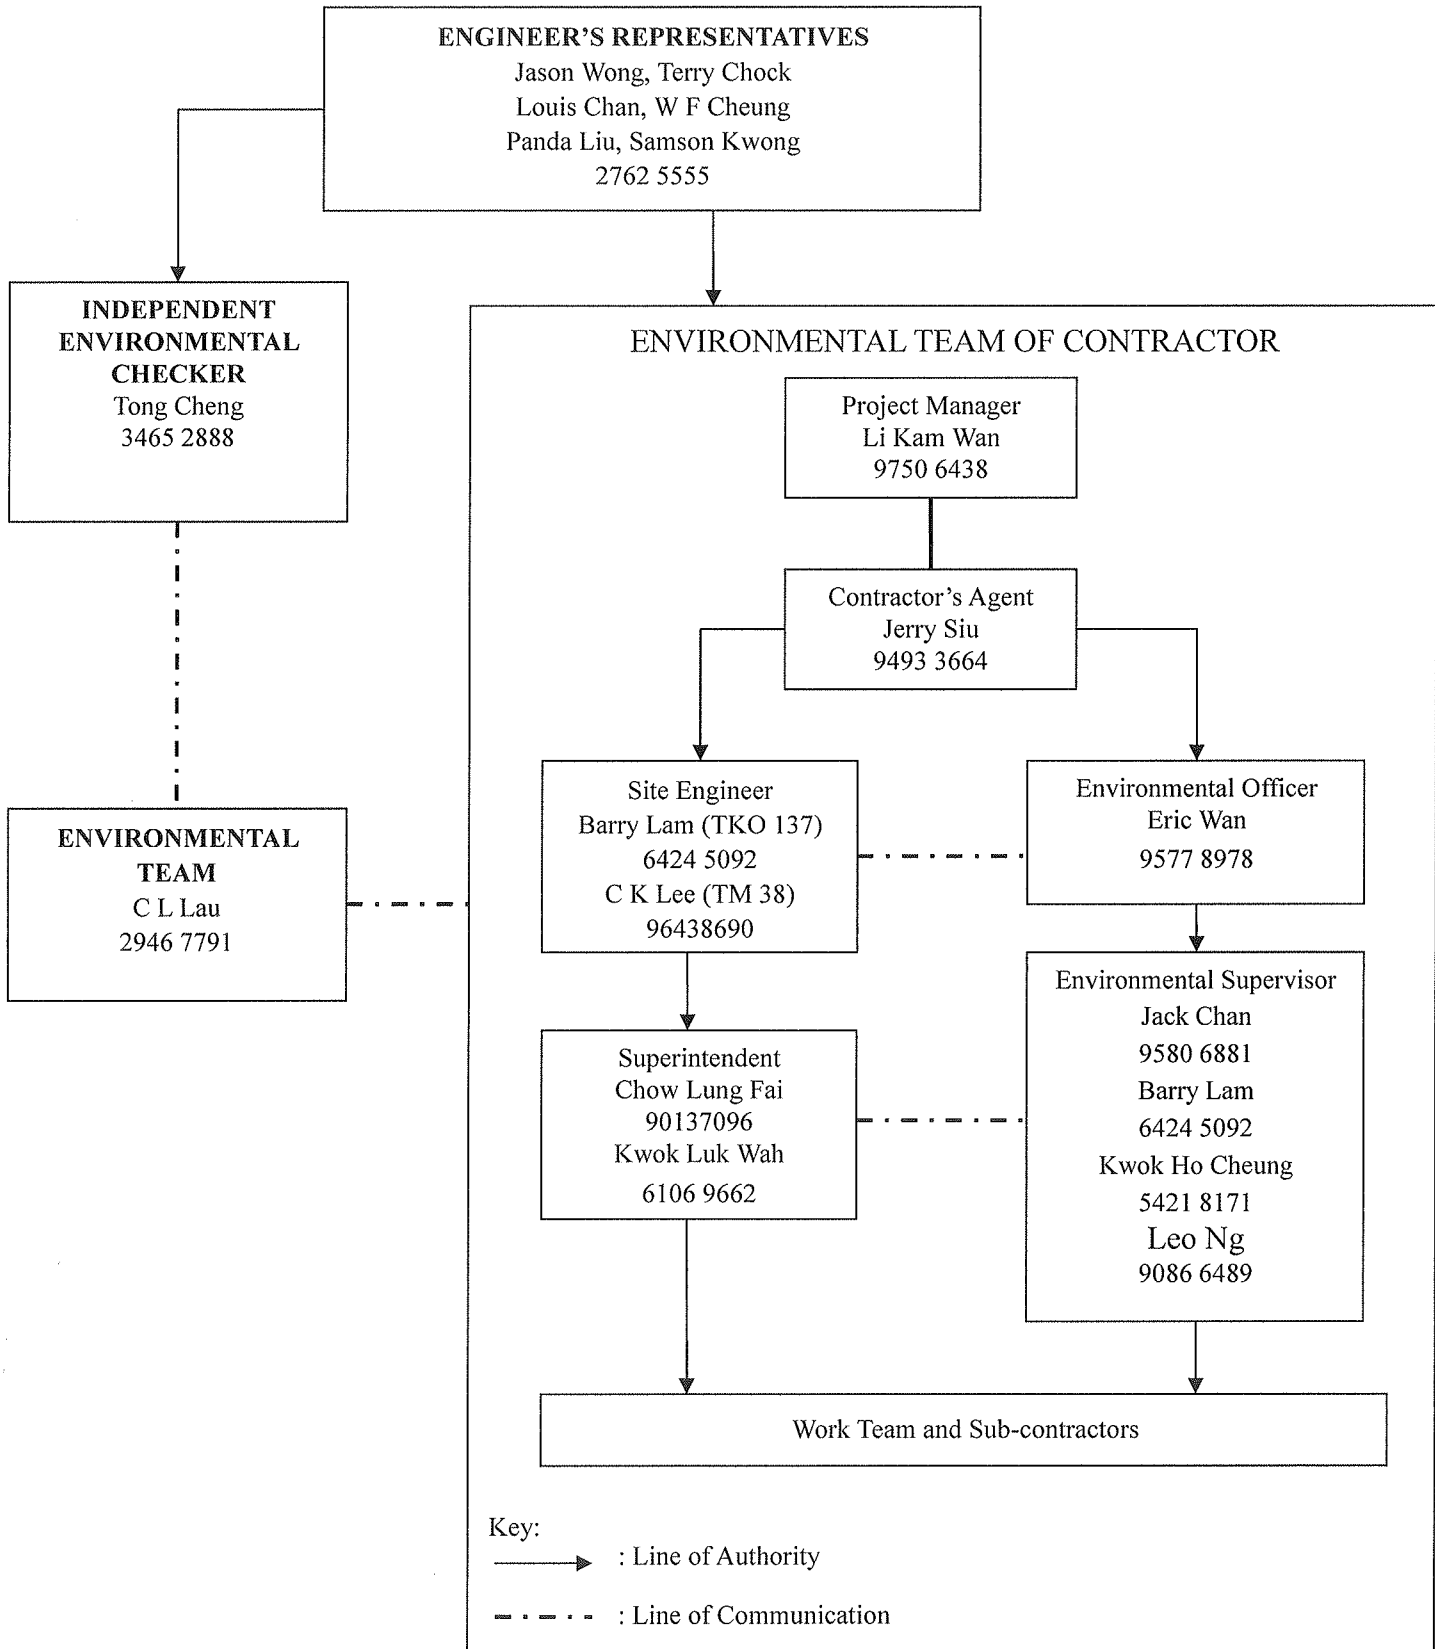 ENGINEER’S REPRESENTATIVES
Jason Wong, Terry Chock
Louis Chan, W F Cheung
Panda Liu, Samson Kwong
2762 5555
INDEPENDENT
ENVIRONMENTAL
CHECKER
Tong Cheng
3465 2888
ENVIRONMENTAL
TEAM
C L Lau
2946 7791
ENVIRONMENTAL TEAM OF CONTRACTOR
Project Manager
Li Kam Wan
9750 6438
Contractor’s Agent
Jerry Siu
9493 3664
Site Engineer
Barry Lam (TKO 137)
6424 5092
C K Lee (TM 38)
96438690
Environmental Officer
Eric Wan
9577 8978
Superintendent
Chow Lung Fai
90137096
Kwok Luk Wah
6106 9662
Environmental Supervisor
Jack Chan
9580 6881
Barry Lam
6424 5092
Kwok Ho Cheung
5421 8171
Leo Ng
9086 6489
Work Team and Sub-contractors
Key:
: Line of Authority
: Line of Communication